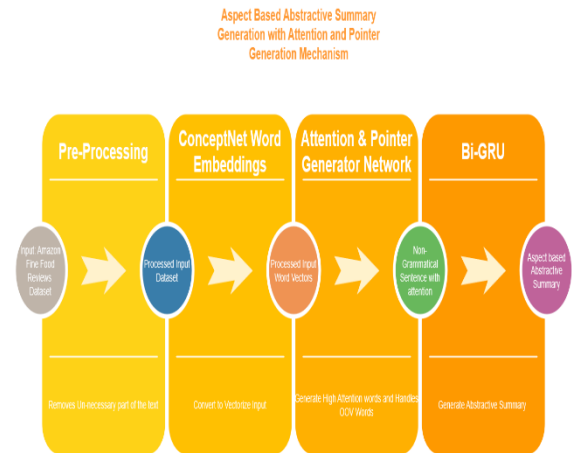 Aspect Based Abstractive Summary
Generation with Attention and Pointer
Generation Mechanism
Pre-Processing
ConceptNet Word
Embeddings
Attention & Pointer
Generator Network
Bi-GRU
Input Amazon
Fine Food
Reviews
Dataset
Processed Input
Dataset
Processed Input
Word Vectors
Non-
Grammatical
Sentence with
attention
Aspect based
Abstractive
Summary
Removes Un-necessary part of the text
Convert to Vectorize Input
Generate High Attention words and Handles
OOV Words
Generate Abstractive Summary